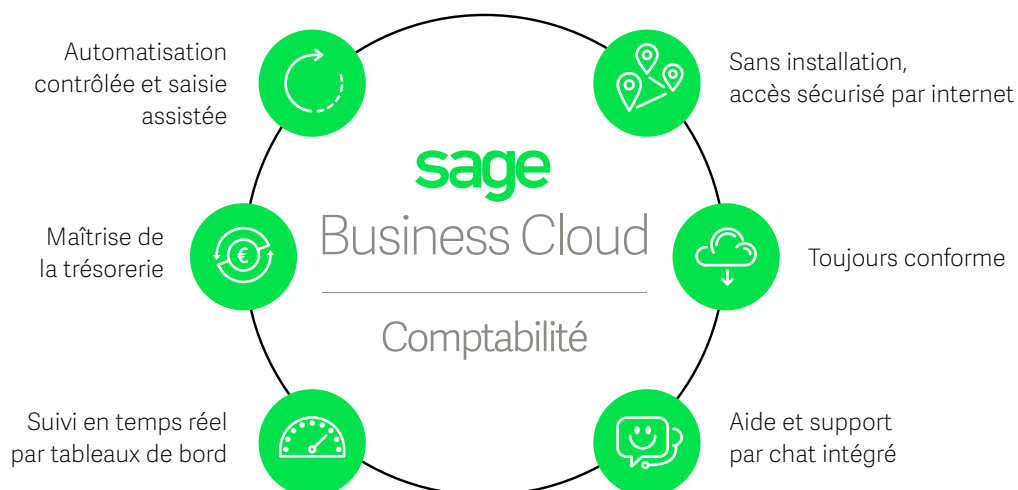 Automatisation
contrôlée et saisie
assistée
Sans installation,
accès sécurisé par internet
sage
Business Cloud
Comptabilité
Maîtrise de
la trésorerie
€
Toujours conforme
Suivi en temps réel
par tableaux de bord
Aide et support
par chat intégré